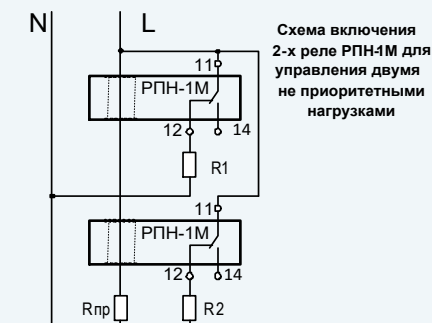 N
L
Схема включения
2-х реле РПН-1М для
управления двумя
не приоритетными
нагрузками
11
РПН-1М
12
14
R1
11
РПН-1М
12
14
Rпр
R2